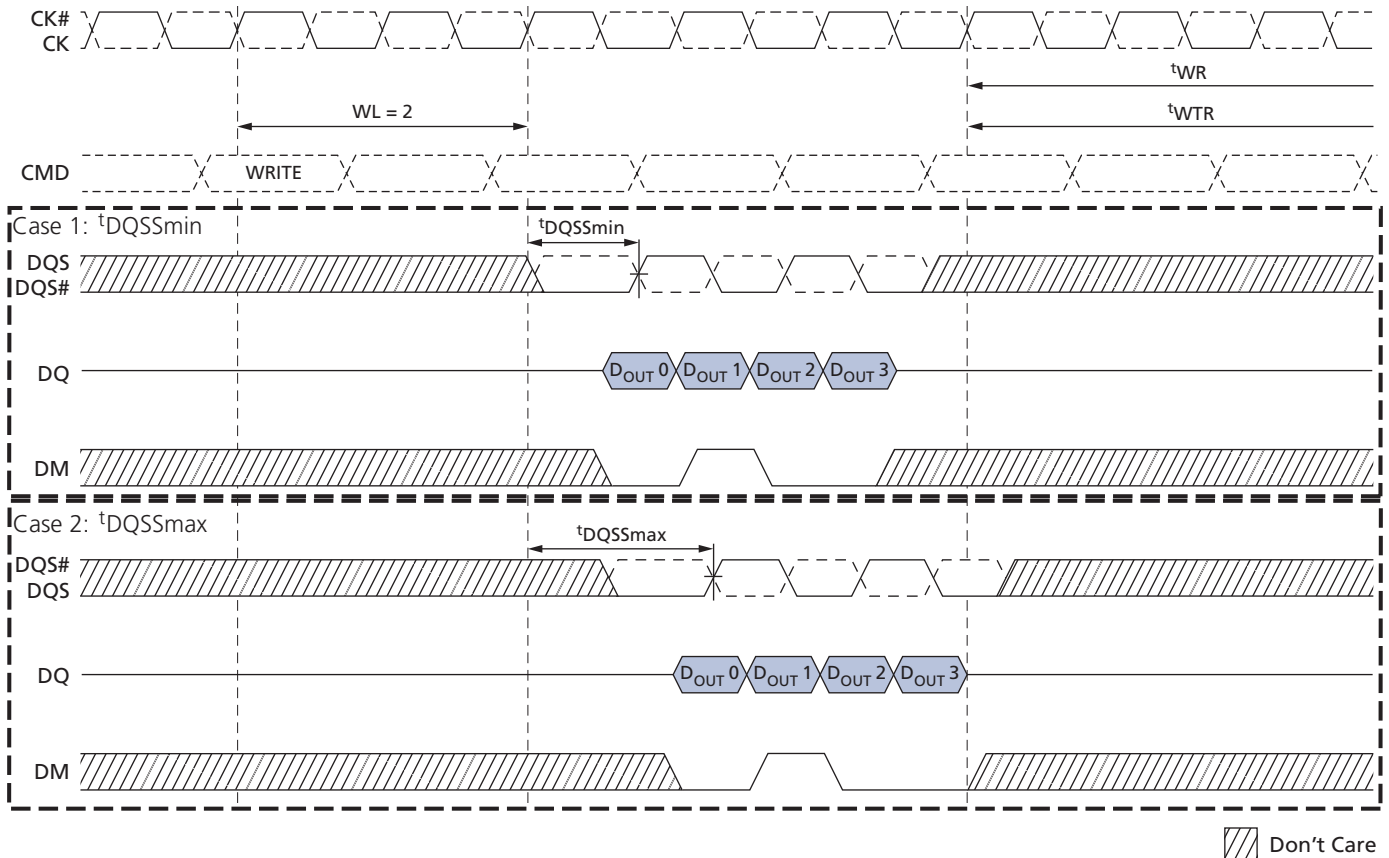 CK#
CK
tWR
WL = 2
tWTR
CMD
WRITE
Case 1: tDQSSmin
tDQSSmin
DQS
DQS#
DQ
DOUT 0
DOUT 1
DOUT 2
DOUT 3
DM
Case 2: tDQSSmax
tDQSSmax
DQS#
DQS
DQ
DOUT 0
DOUT 1
DOUT 2
DOUT 3
DM
Don't Care